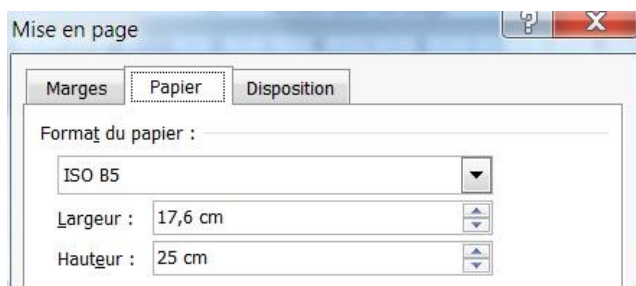 Mise en page
Marges Papier Disposition
Format du papier :
ISO B5
Largeur : 17,6 cm
Hauteur : 25 cm